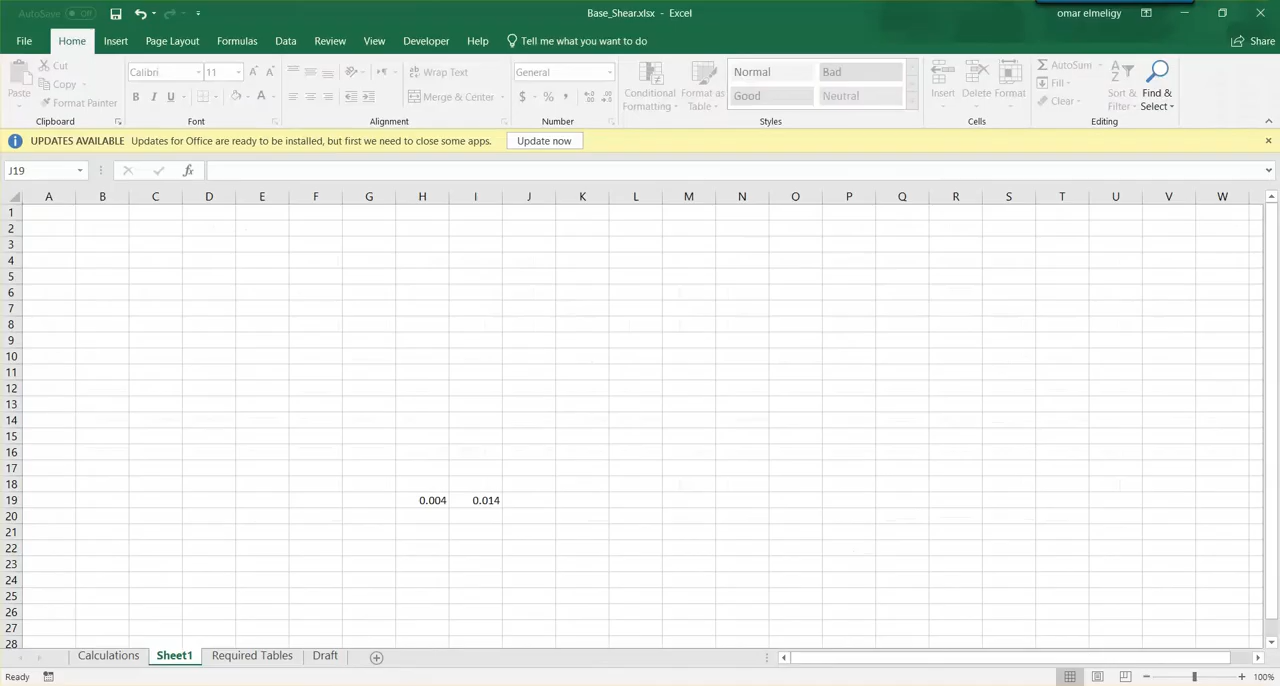 AutoSave Off
Base_Shear.xlsx - Excel
omar elmeligy
File Home Insert Page Layout Formulas Data Review View Developer Help Tell me what you want to do Share
Paste
Cut
Copy
Format Painter
Clipboard
Calibri 11
B I U
Font
Wrap Text
Merge & Center
Alignment
General
$ % ,
Number
Conditional Formatting
Format as Table
Normal Bad
Good Neutral
Styles
Insert Delete Format
Cells
AutoSum
Fill
Clear
Sort & Filter
Find & Select
Editing
UPDATES AVAILABLE Updates for Office are ready to be installed, but first we need to close some apps. Update now
J19 fx
A B C D E F G H I J K L M N O P Q R S T U V W
1
2
3
4
5
6
7
8
9
10
11
12
13
14
15
16
17
18
19 0.004 0.014
20
21
22
23
24
25
26
27
28
Calculations Sheet1 Required Tables Draft
Ready 100%